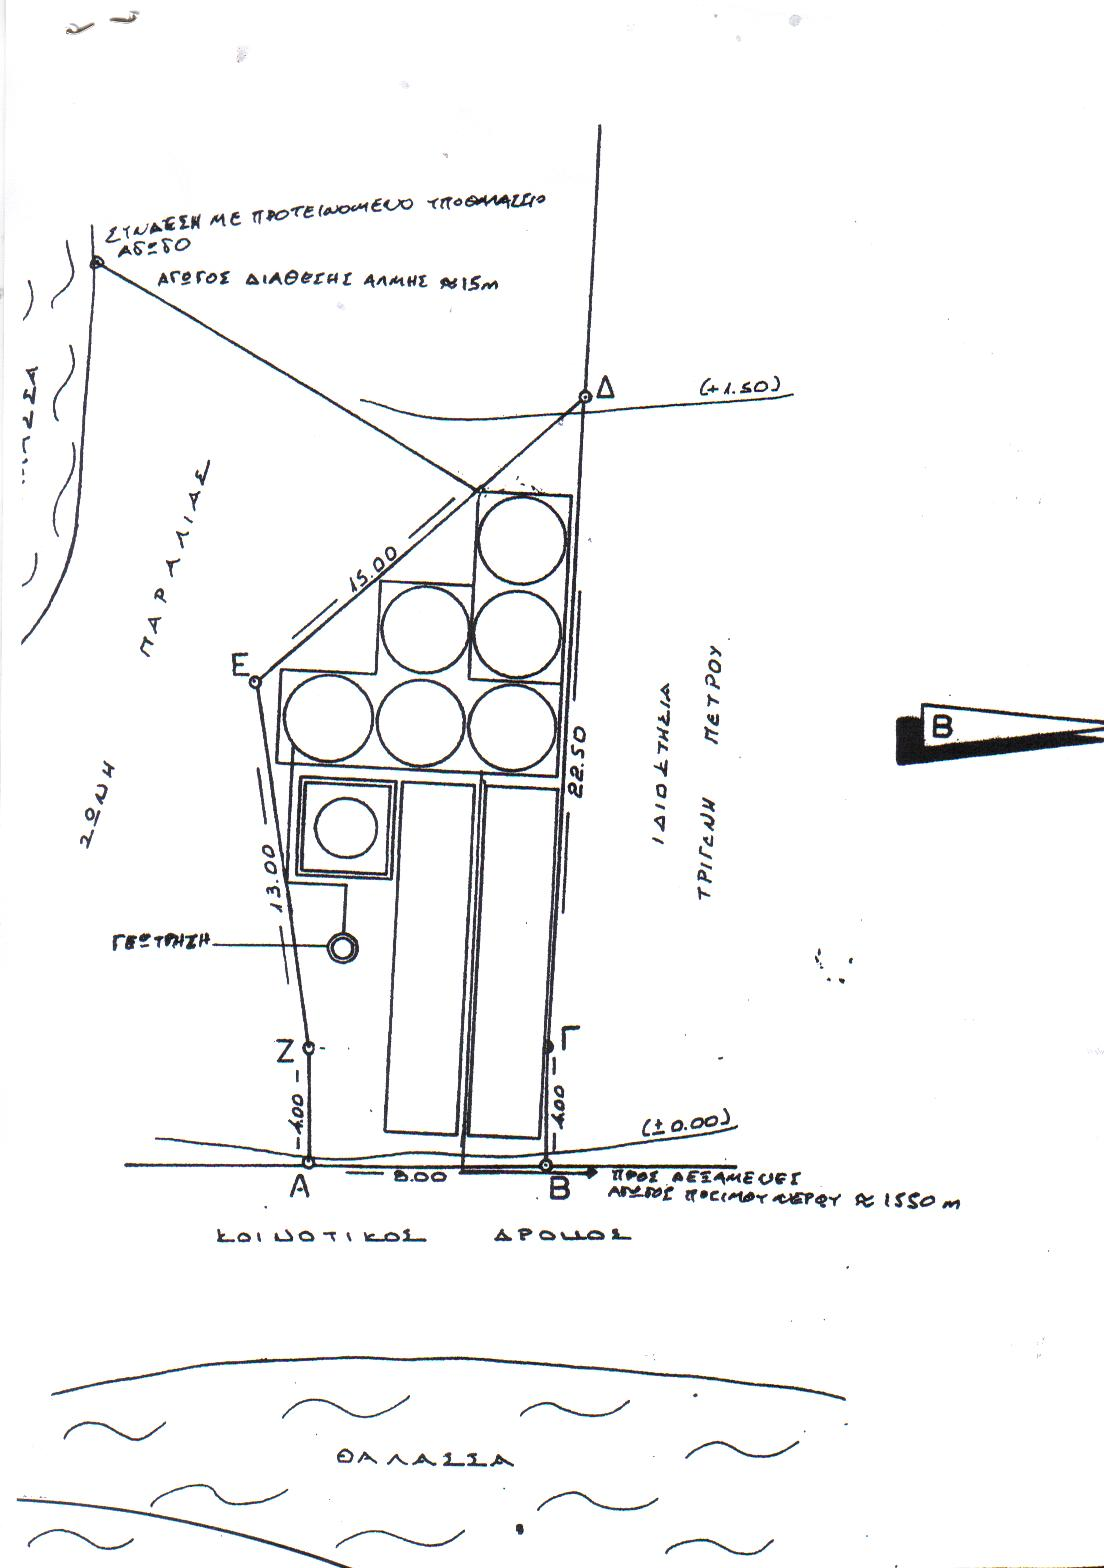 ΣΥΝΔΕΣΗ ΜΕ ΠΡΟΤΕΙΝΟΜΕΝΟ ΥΠΟΘΑΛΑΣΣΙΟ
ΑΓΩΓΟ
ΑΓΩΓΟΣ ΔΙΑΘΕΣΗΣ ΑΛΜΗΣ ≈15m
Δ
(+1.50)
ΖΩΝΗ ΠΑΡΑΛΙΑΣ
15.00
Ε
22.50
ΙΔΙΟΚΤΗΣΙΑ
ΤΡΙΓΩΝΗ ΠΕΤΡΟΥ
Β
13.00
ΓΕΩΤΡΗΣΗ
Ζ
Γ
4.00
4.00
(±0.00)
Α
8.00
Β
ΠΡΟΣ ΔΕΞΑΜΕΝΕΣ
ΑΓΩΓΟΣ ΠΟΣΙΜΟΥ ΝΕΡΟΥ ≈ 1550m
ΚΟΙΝΟΤΙΚΟΣ ΔΡΟΜΟΣ
ΘΑΛΑΣΣΑ